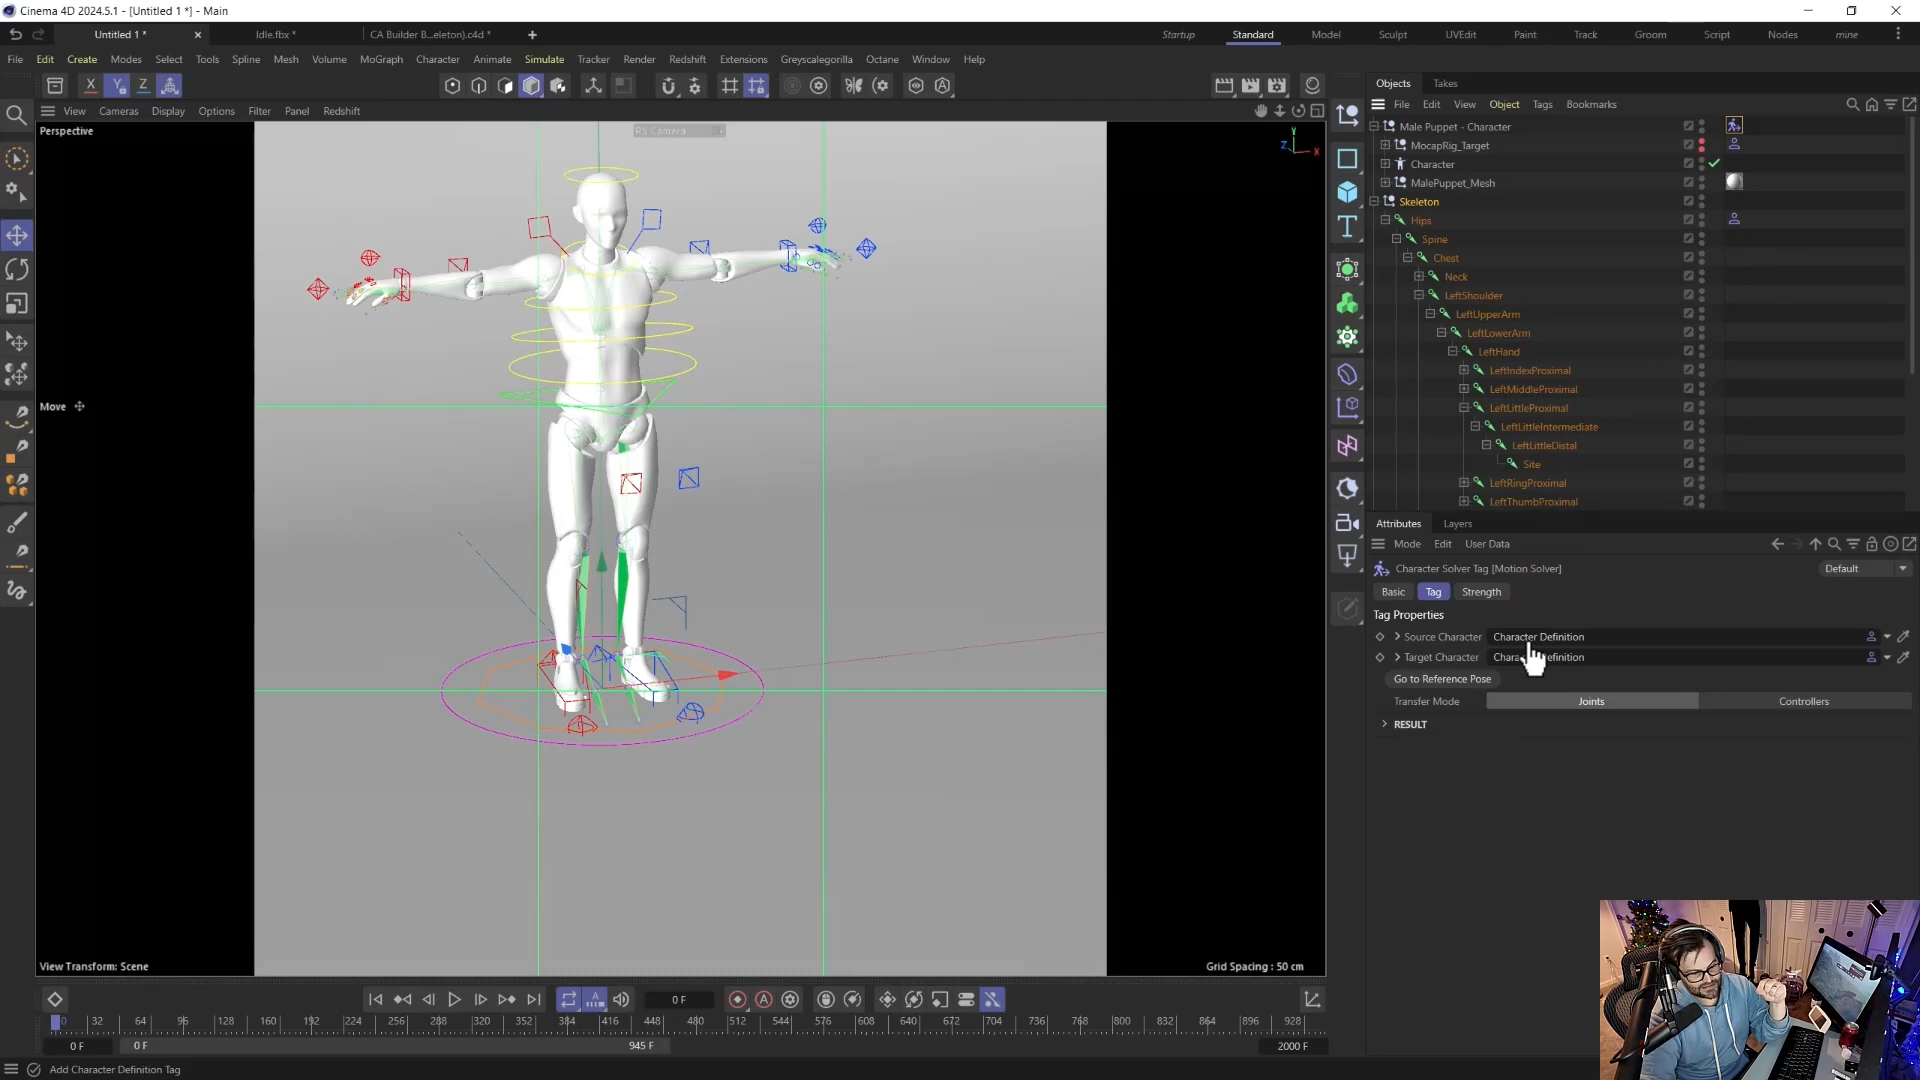 Cinema 4D 2024.5.1 - [Untitled 1 *] - Main
Untitled 1 * Idle.fbx * CA Builder B...eleton).c4d *
Startup Standard Model Sculpt UVEdit Paint Track Groom Script Nodes mine
File Edit Create Modes Select Tools Spline Mesh Volume MoGraph Character Animate Simulate Tracker Render Redshift Extensions Greyscalegorilla Octane Window Help
X Y Z
View Cameras Display Options Filter Panel Redshift
Perspective
RS Camera
Y
Z X
Move
View Transform: Scene
Grid Spacing : 50 cm
Objects Takes
File Edit View Object Tags Bookmarks
Male Puppet - Character
MocapRig_Target
Character
MalePuppet_Mesh
Skeleton
Hips
Spine
Chest
Neck
LeftShoulder
LeftUpperArm
LeftLowerArm
LeftHand
LeftIndexProximal
LeftMiddleProximal
LeftLittleProximal
LeftLittleIntermediate
LeftLittleDistal
Site
LeftRingProximal
LeftThumbProximal
Attributes Layers
Mode Edit User Data
Character Solver Tag [Motion Solver]
Default
Basic Tag Strength
Tag Properties
Source Character Character Definition
Target Character
Go to Reference Pose
Transfer Mode Joints Controllers
RESULT
0 F
0 32 64 96 128 160 192 224 256 288 320 352 384 416 448 480 512 544 576 608 640 672 704 736 768 800 832 864 896 928
0 F 0 F 945 F 2000 F
Add Character Definition Tag